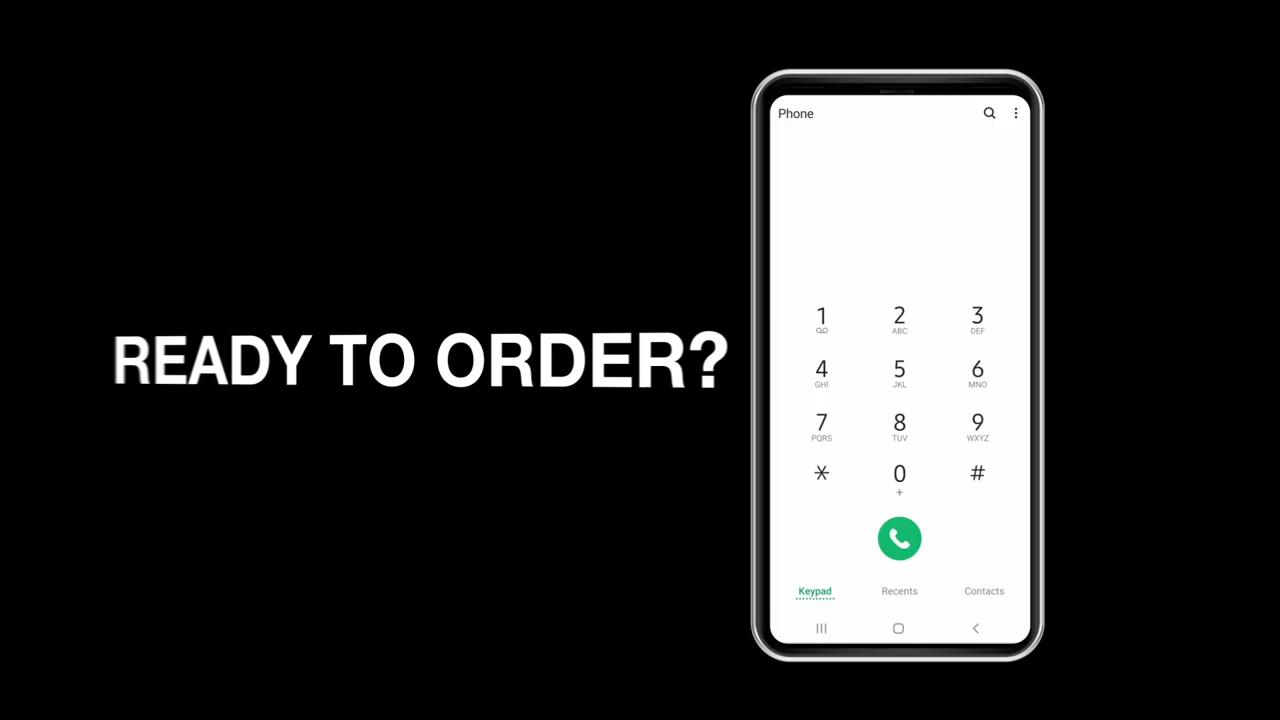 READY TO ORDER?
Phone
1 2 3
ABC DEF
4 5 6
GHI JKL MNO
7 8 9
PQRS TUV WXYZ
* 0 #
+
Keypad Recents Contacts